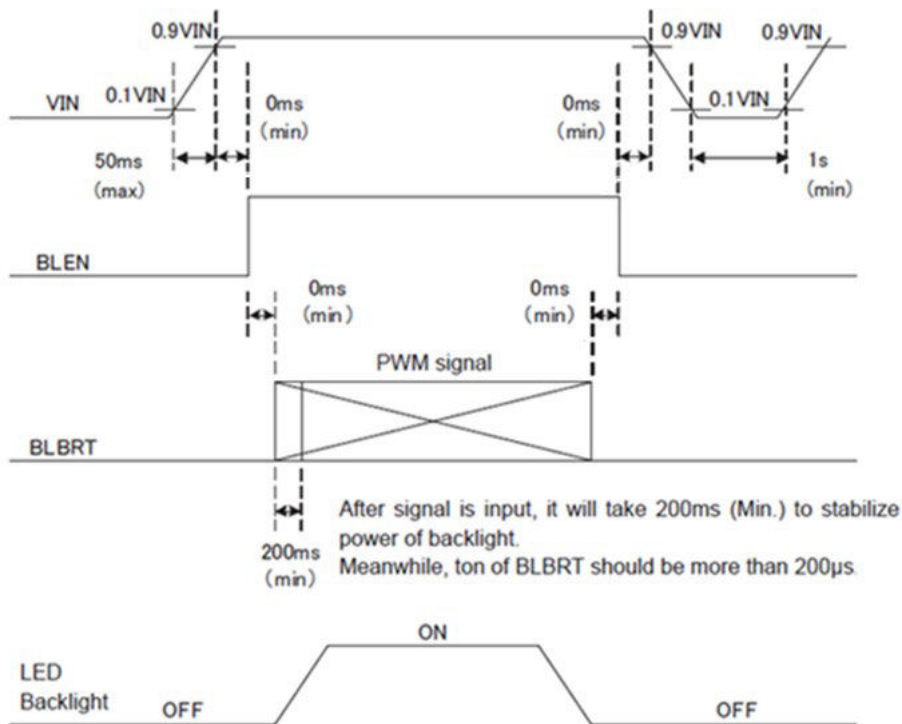 0.9VIN
0.9VIN
0.9VIN
VIN
0.1VIN
0ms
(min)
0ms
(min)
0.1VIN
50ms
(max)
1s
(min)
BLEN
0ms
(min)
0ms
(min)
PWM signal
BLBRT
After signal is input, it will take 200ms (Min.) to stabilize
power of backlight.
Meanwhile, ton of BLBRT should be more than 200μs.
200ms
(min)
ON
LED
Backlight
OFF
OFF